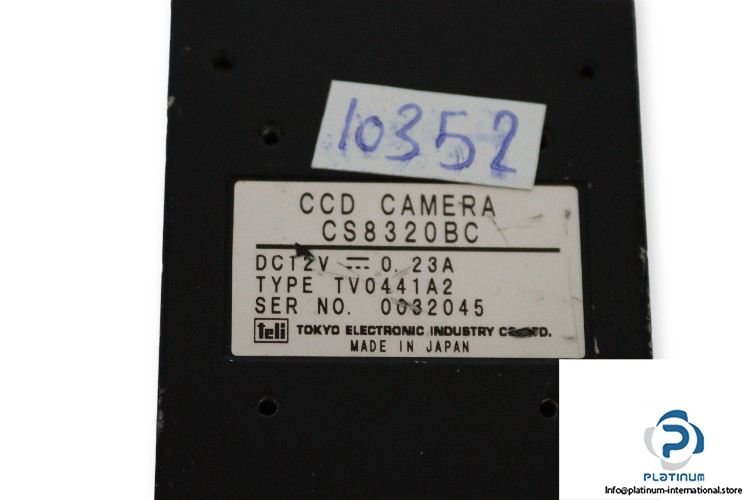 10352
CCD CAMERA
CS8320BC
DC12V ⎓ 0.23A
TYPE TV0441A2
SER NO. 0032045
teli TOKYO ELECTRONIC INDUSTRY
MADE IN JAPAN
PLATINUM
Info@platinum-international.store